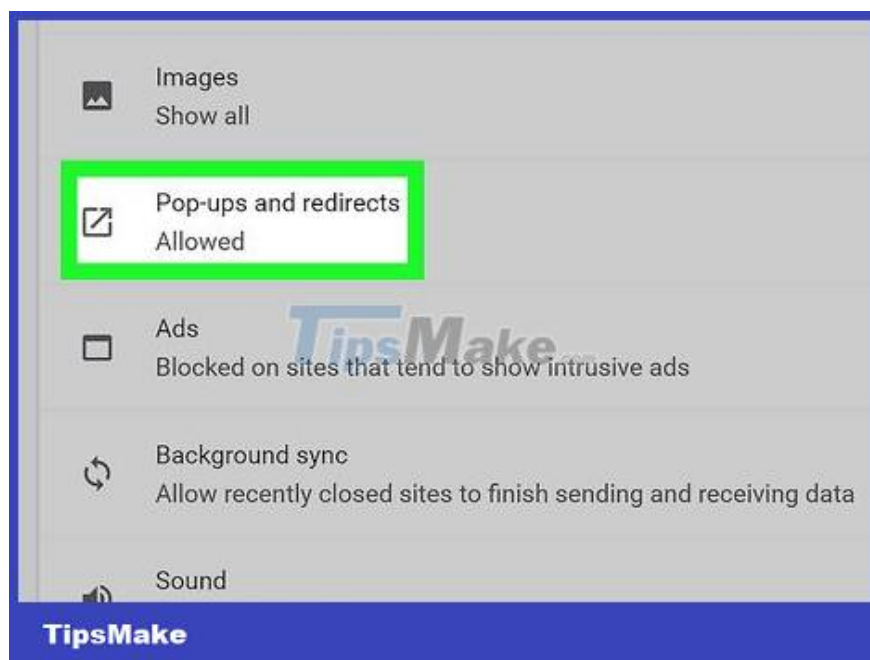 Images
Show all
Pop-ups and redirects
Allowed
TipsMake.com
Ads
Blocked on sites that tend to show intrusive ads
Background sync
Allow recently closed sites to finish sending and receiving data
Sound
TipsMake